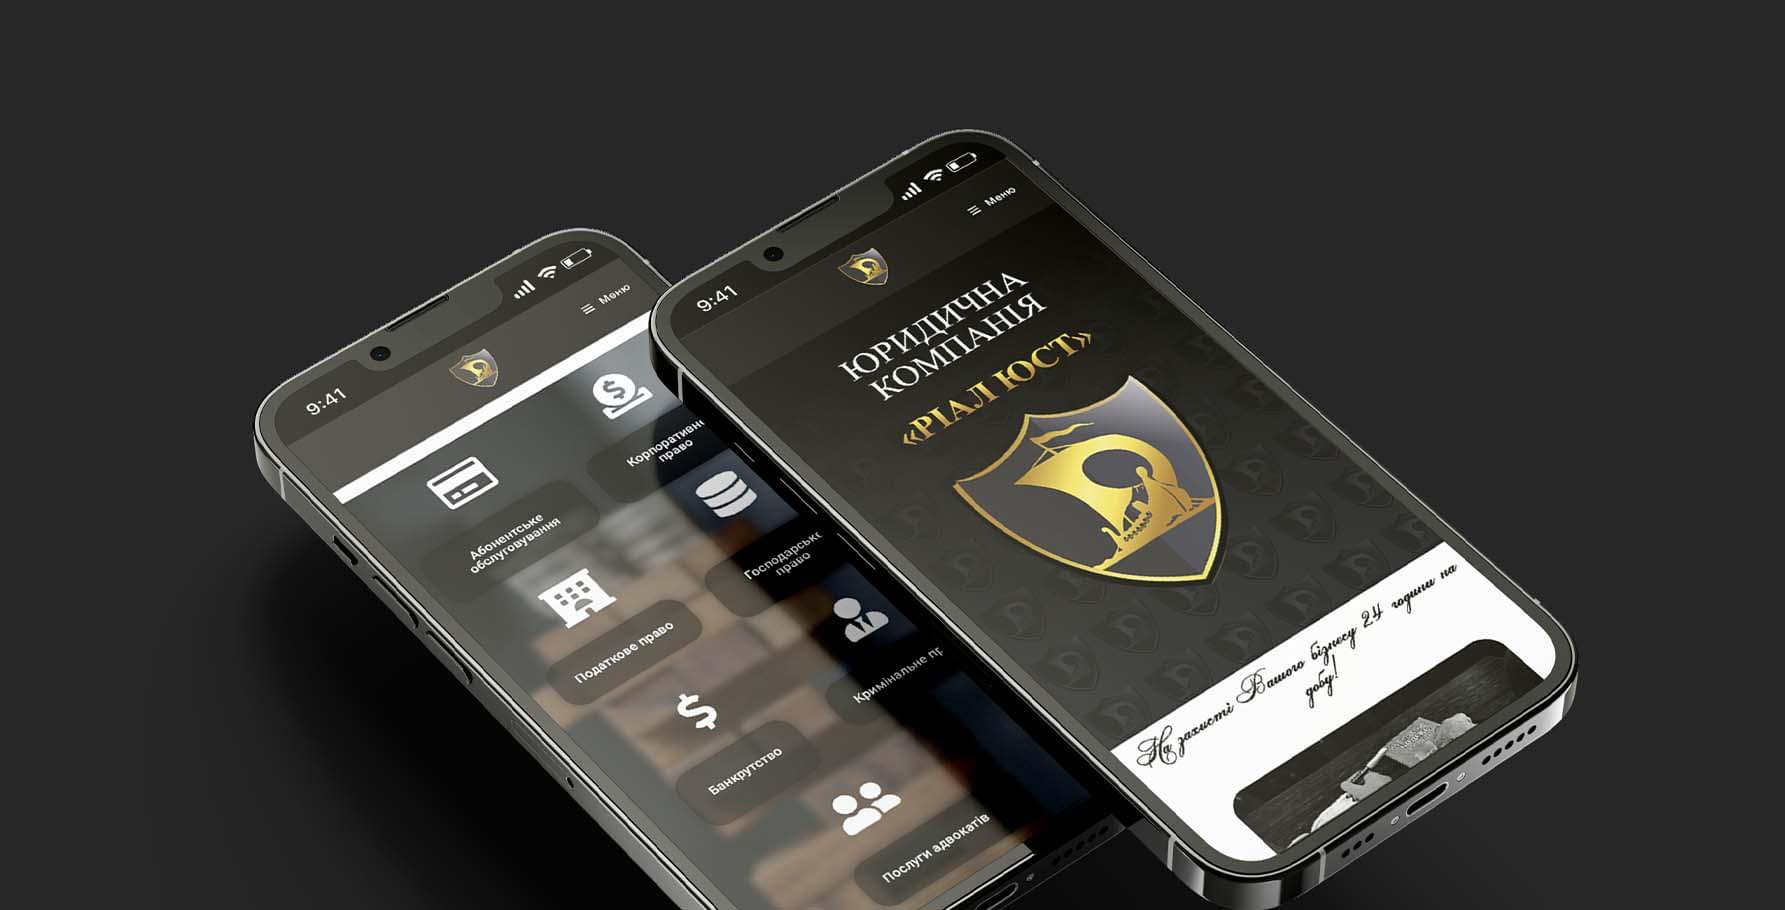 9:41
Меню
Абонентське
обслуговування
Корпоративне
право
Податкове право
Господарське
право
Банкрутство
Послуги адвокатів
9:41
Меню
ЮРИДИЧНА
КОМПАНІЯ
«РІАЛ ЮСТ»
На захисті Вашого бізнесу 24 години на
добу!
Кримінальне пр